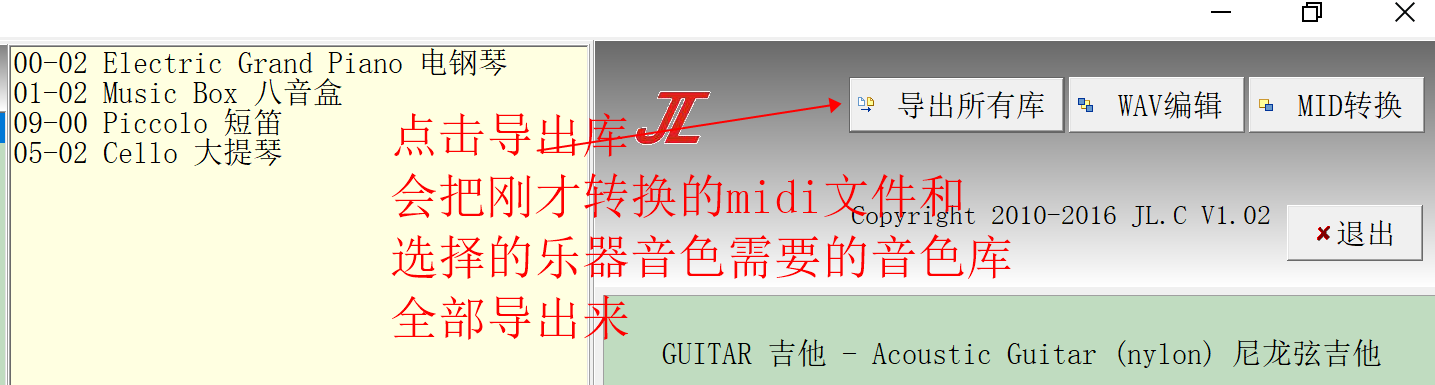 00-02 Electric Grand Piano 电钢琴
01-02 Music Box 八音盒
09-00 Piccolo 短笛
05-02 Cello 大提琴
JL
导出所有库
WAV编辑
MID转换
点击导出库
会把刚才转换的midi文件和
选择的乐器音色需要的音色库
全部导出来
Copyright 2010-2016 JL.C V1.02
退出
GUITAR 吉他 - Acoustic Guitar (nylon) 尼龙弦吉他